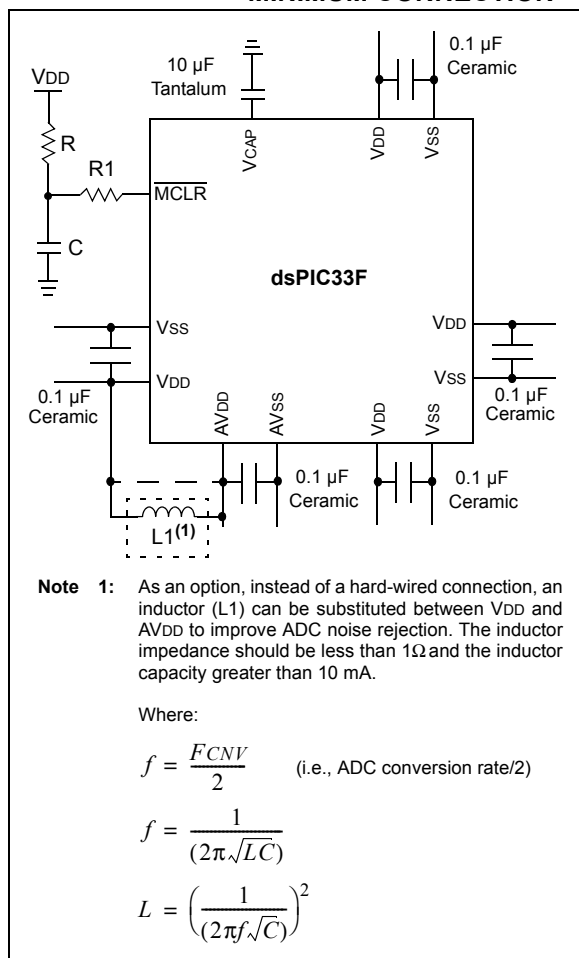 10 µF
Tantalum
0.1 µF
Ceramic
VDD
R
R1
C
VCAP
VDD
VSS
MCLR
dsPIC33F
VSS
VDD
VDD
VSS
0.1 µF
Ceramic
0.1 µF
Ceramic
AVDD
AVSS
VDD
VSS
0.1 µF
Ceramic
0.1 µF
Ceramic
L1(1)
Note 1: As an option, instead of a hard-wired connection, an
inductor (L1) can be substituted between VDD and
AVDD to improve ADC noise rejection. The inductor
impedance should be less than 1Ω and the inductor
capacity greater than 10 mA.
Where:
f = FCNV / 2 (i.e., ADC conversion rate/2)
f = 1 / (2π√LC)
L = (1 / (2πf√C))²